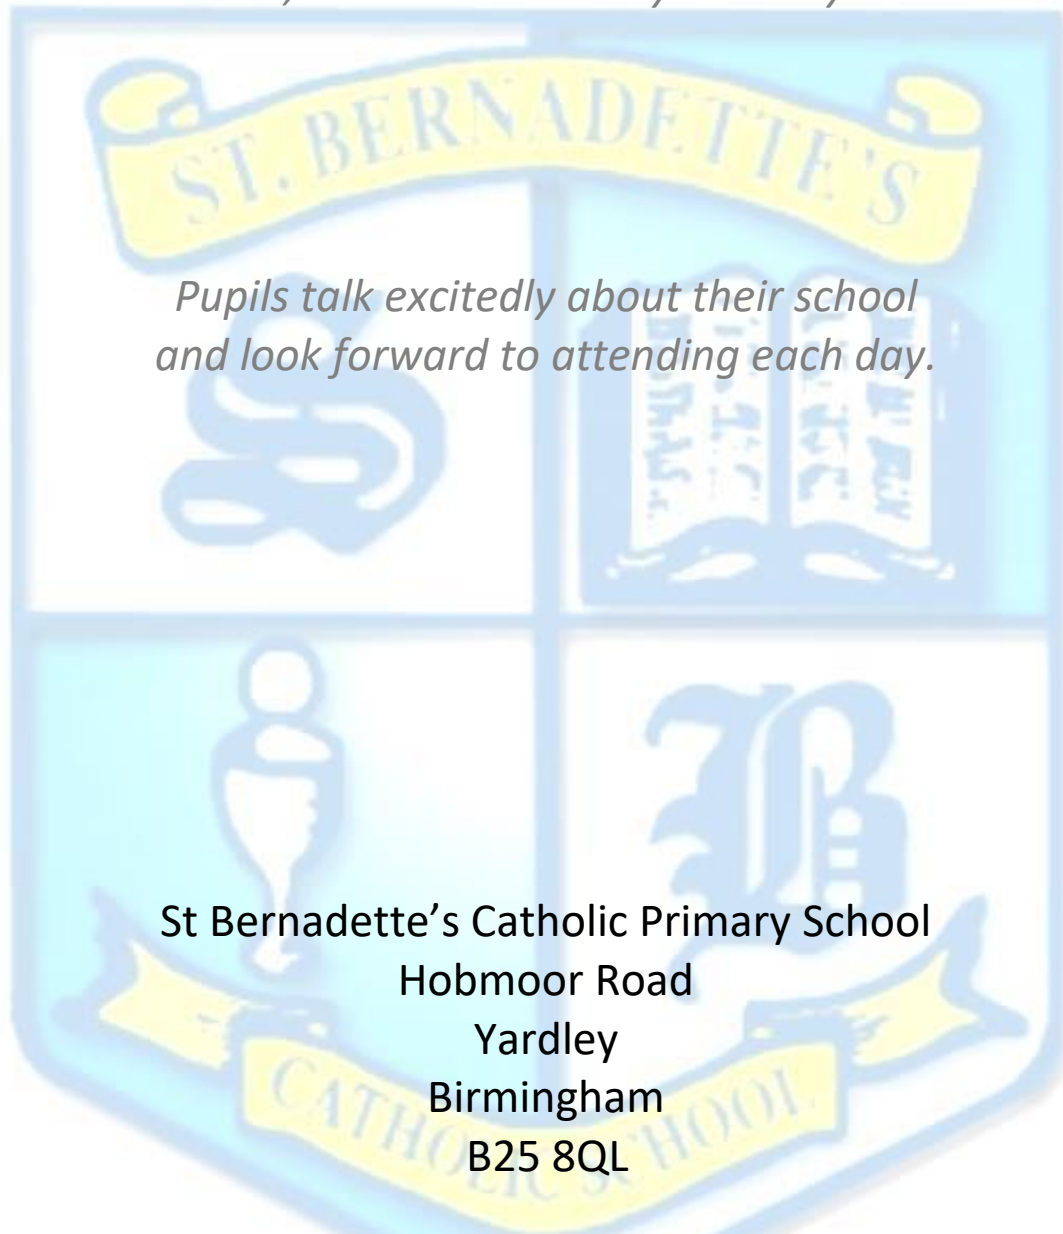 ST. BERNADETTE'S
Pupils talk excitedly about their school
and look forward to attending each day.
S
B
St Bernadette’s Catholic Primary School
Hobmoor Road
Yardley
Birmingham
B25 8QL
CATHOLIC SCHOOL